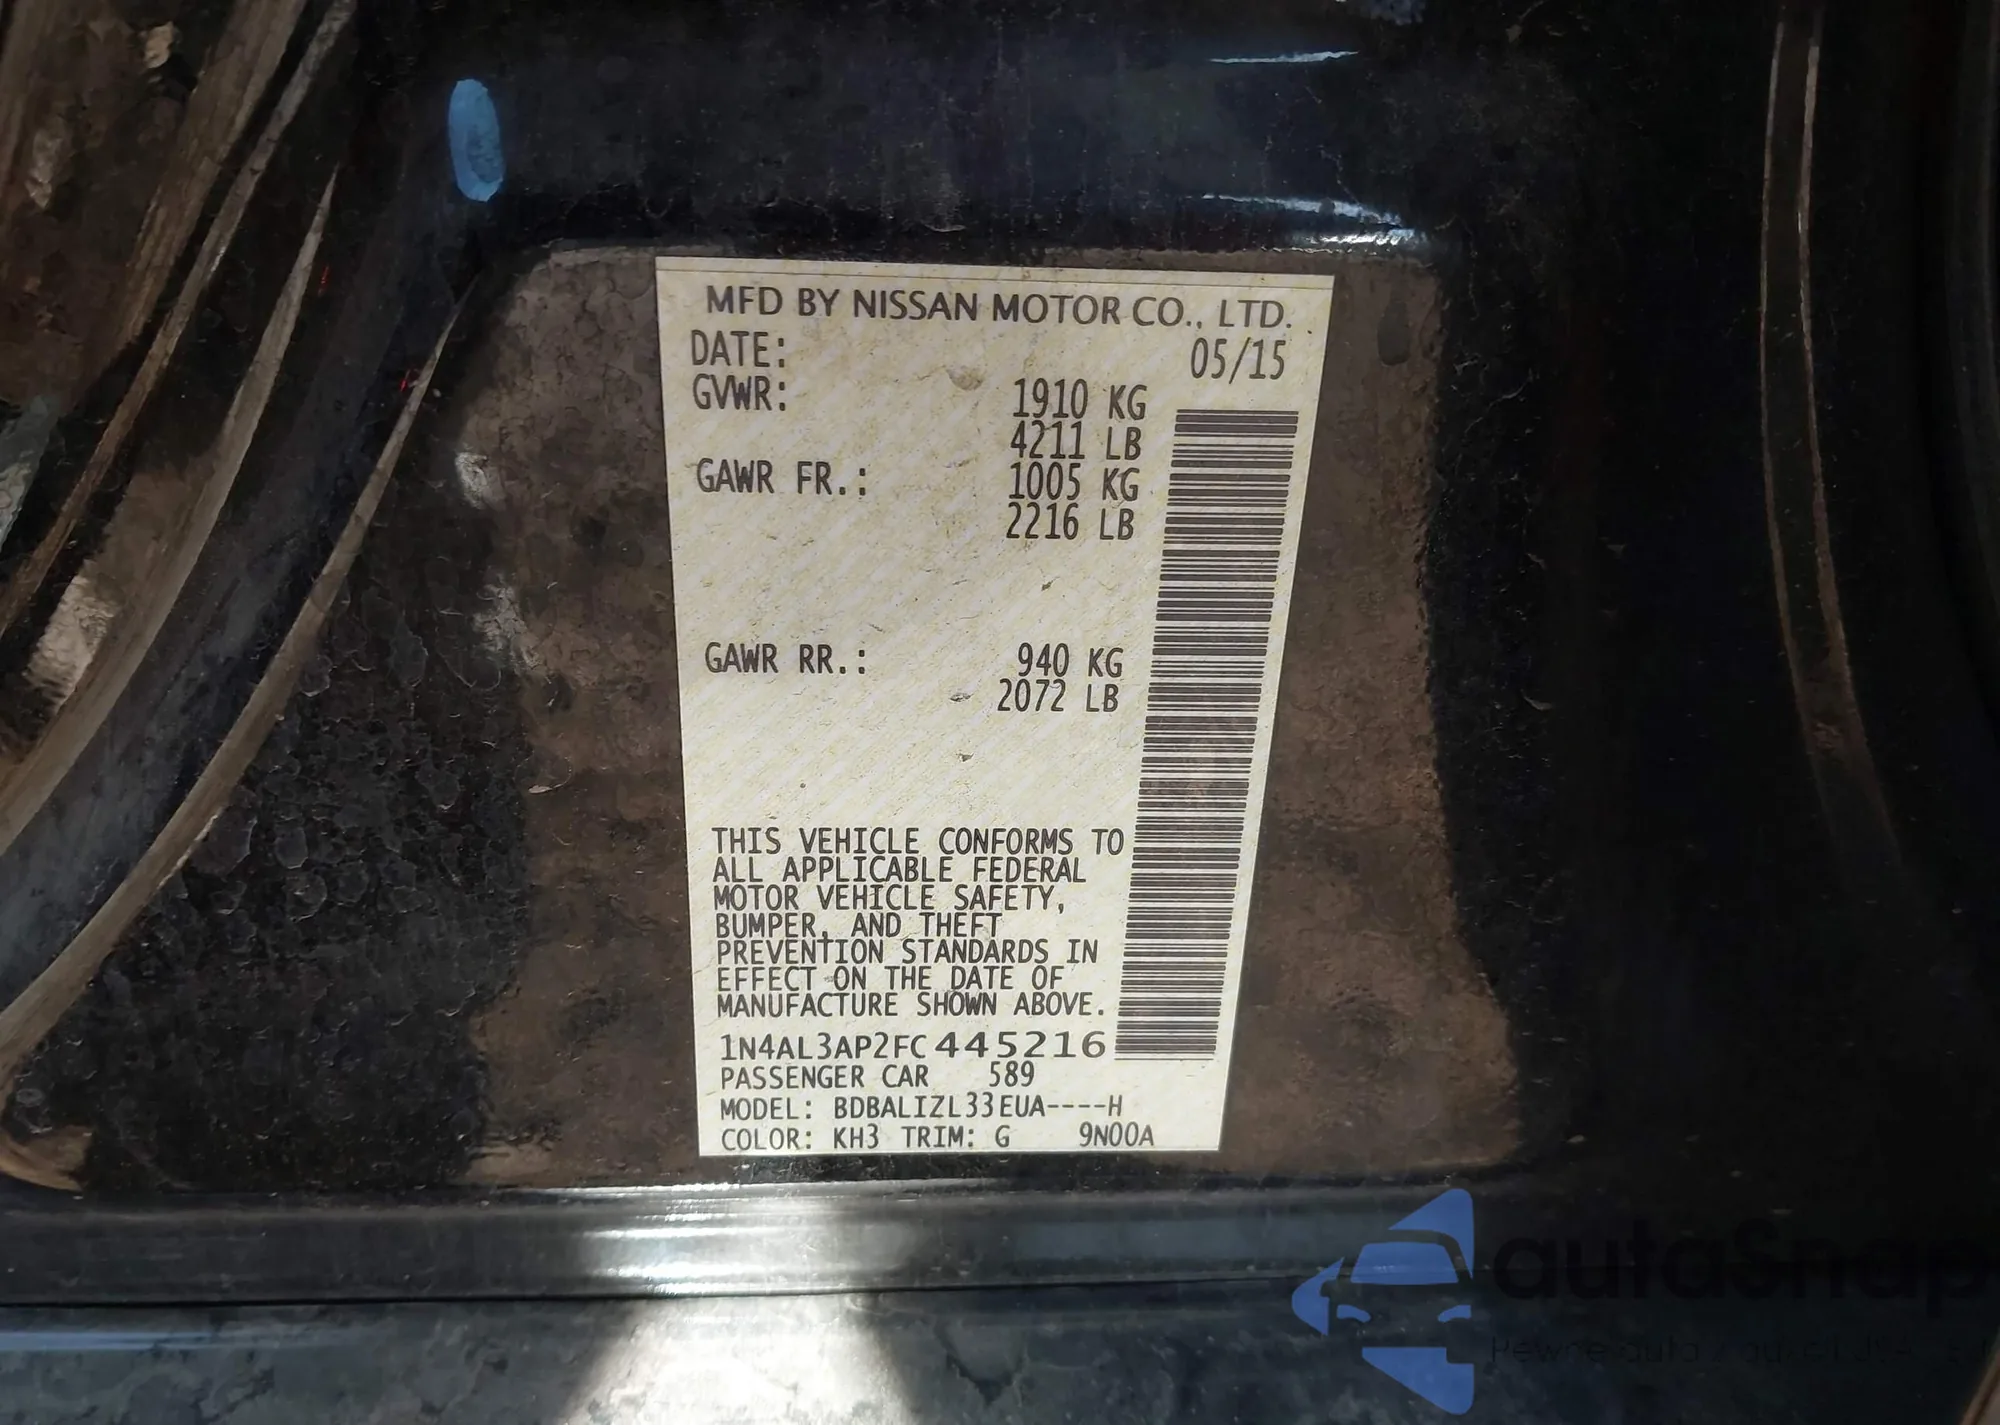 MFD BY NISSAN MOTOR CO., LTD.
DATE: 05/15
GVWR: 1910 KG
4211 LB
GAWR FR.: 1005 KG
2216 LB
GAWR RR.: 940 KG
2072 LB
THIS VEHICLE CONFORMS TO
ALL APPLICABLE FEDERAL
MOTOR VEHICLE SAFETY,
BUMPER, AND THEFT
PREVENTION STANDARDS IN
EFFECT ON THE DATE OF
MANUFACTURE SHOWN ABOVE.
1N4AL3AP2FC445216
PASSENGER CAR 589
MODEL: BDBALIZL33EUA----H
COLOR: KH3 TRIM: G 9N00A
autoSnap
Pewne auto z